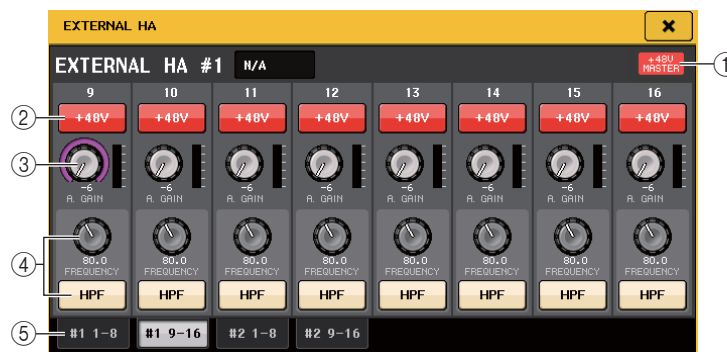 EXTERNAL HA
EXTERNAL HA #1 N/A +48V MASTER ①
9 10 11 12 13 14 15 16
② +48V +48V +48V +48V +48V +48V +48V +48V
③
-6 -6 -6 -6 -6 -6 -6 -6
A. GAIN A. GAIN A. GAIN A. GAIN A. GAIN A. GAIN A. GAIN A. GAIN
④
80.0 80.0 80.0 80.0 80.0 80.0 80.0 80.0
FREQUENCY FREQUENCY FREQUENCY FREQUENCY FREQUENCY FREQUENCY FREQUENCY FREQUENCY
HPF HPF HPF HPF HPF HPF HPF HPF
⑤ #1 1-8 #1 9-16 #2 1-8 #2 9-16